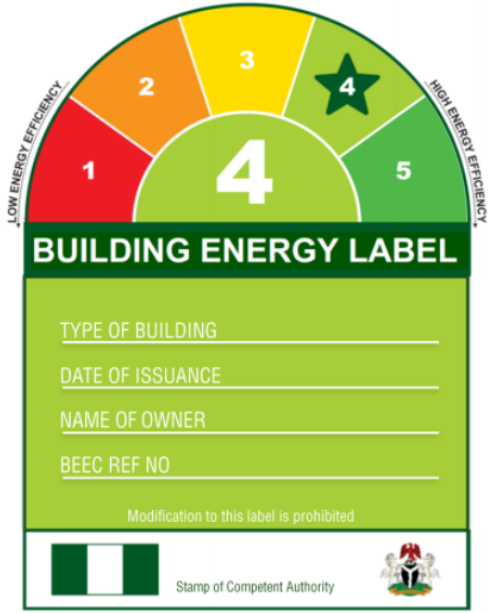 1
2
3
4
5
LOW ENERGY EFFICIENCY
HIGH ENERGY EFFICIENCY
4
BUILDING ENERGY LABEL
TYPE OF BUILDING
DATE OF ISSUANCE
NAME OF OWNER
BEEC REF NO
Modification to this label is prohibited
Stamp of Competent Authority